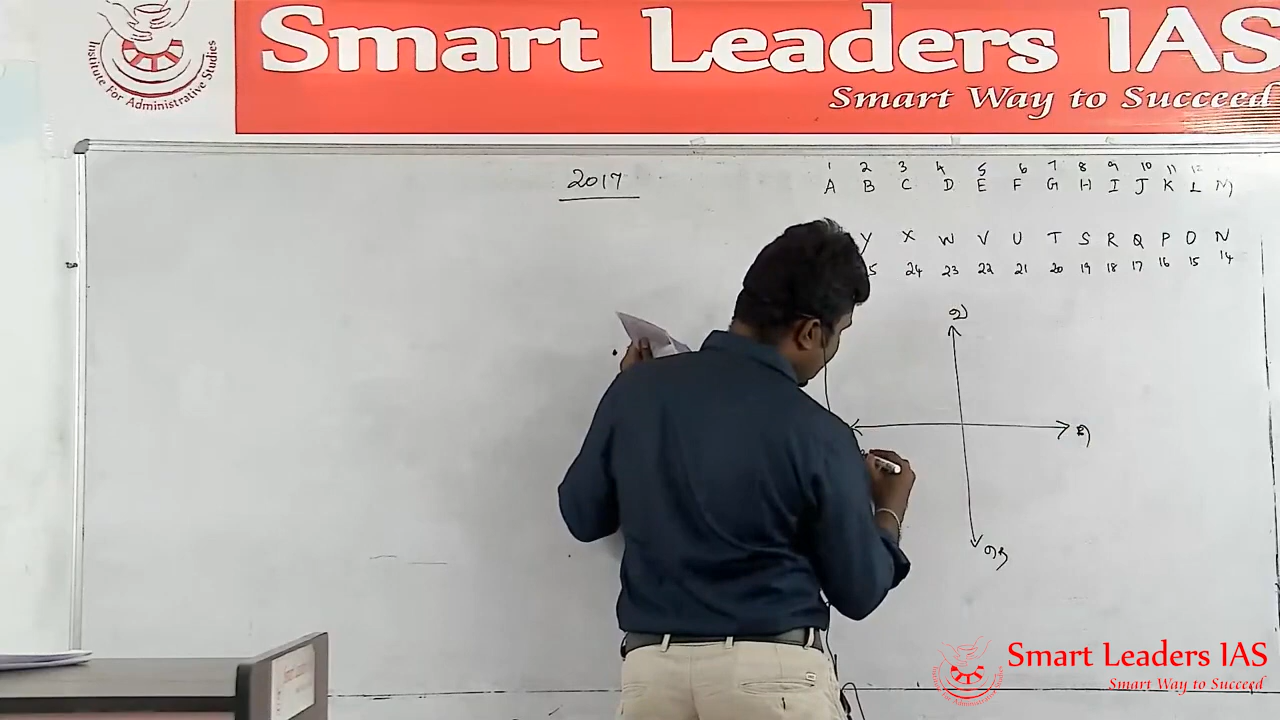 Smart Leaders IAS
Smart Way to Succeed
Institute For Administrative Studies
2017
1 2 3 4 5 6 7 8 9 10 11 12
A B C D E F G H I J K L M
Y X W V U T S R Q P O N
24 23 22 21 20 19 18 17 16 15 14
Smart Leaders IAS
Smart Way to Succeed